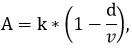 A = k * (1 − d/v),